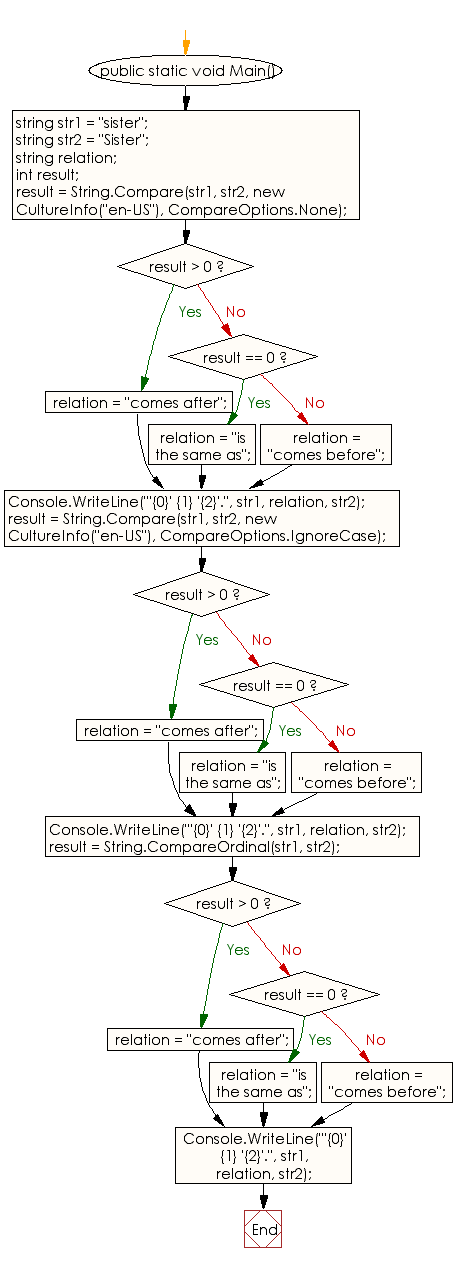 public static void Main()
string str1 = "sister";
string str2 = "Sister";
string relation;
int result;
result = String.Compare(str1, str2, new
CultureInfo("en-US"), CompareOptions.None);
result > 0 ?
Yes
No
result == 0 ?
relation = "comes after";
Yes
No
relation = "is
the same as";
relation =
"comes before";
Console.WriteLine("'{0}' {1} '{2}'.", str1, relation, str2);
result = String.Compare(str1, str2, new
CultureInfo("en-US"), CompareOptions.IgnoreCase);
result > 0 ?
Yes
No
result == 0 ?
relation = "comes after";
Yes
No
relation = "is
the same as";
relation =
"comes before";
Console.WriteLine("'{0}' {1} '{2}'.", str1, relation, str2);
result = String.CompareOrdinal(str1, str2);
result > 0 ?
Yes
No
result == 0 ?
relation = "comes after";
Yes
No
relation = "is
the same as";
relation =
"comes before";
Console.WriteLine("'{0}'
{1} '{2}'.", str1,
relation, str2);
End